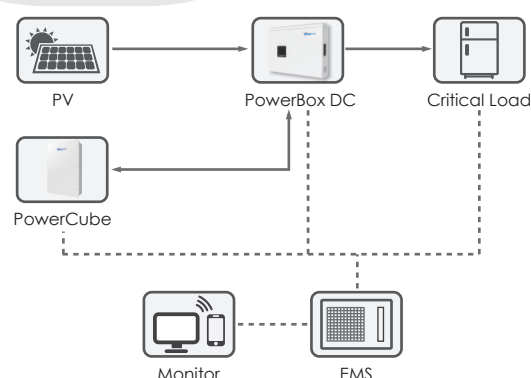 PV
PowerBox DC
Critical Load
PowerCube
Monitor
EMS